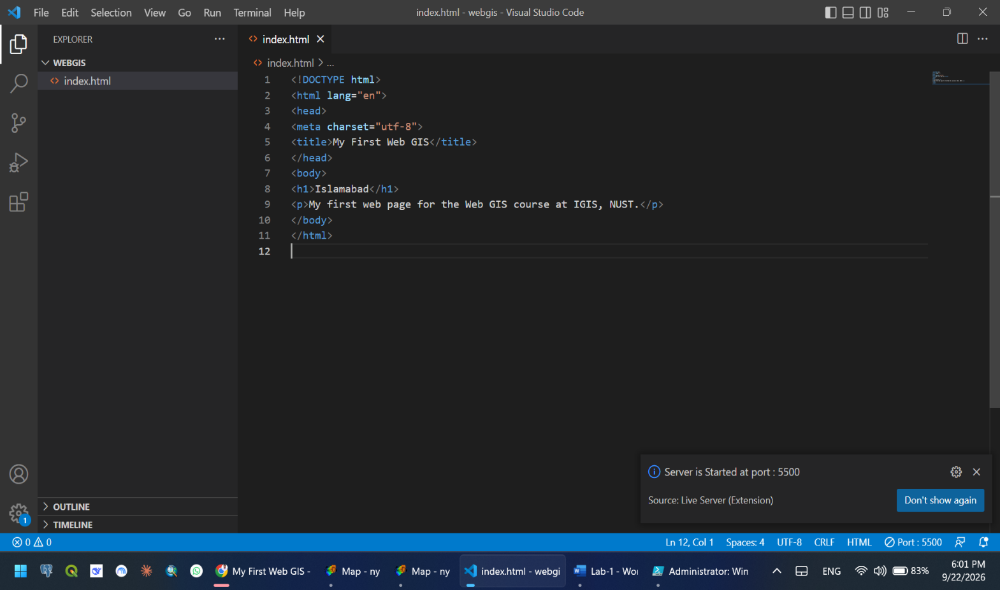 File Edit Selection View Go Run Terminal Help
index.html - webgis - Visual Studio Code
EXPLORER
index.html
WEBGIS
index.html
index.html > ...
1 <!DOCTYPE html>
2 <html lang="en">
3 <head>
4 <meta charset="utf-8">
5 <title>My First Web GIS</title>
6 </head>
7 <body>
8 <h1>Islamabad</h1>
9 <p>My first web page for the Web GIS course at IGIS, NUST.</p>
10 </body>
11 </html>
12
Server is Started at port : 5500
Source: Live Server (Extension)
Don't show again
OUTLINE
TIMELINE
1
0 0
Ln 12, Col 1 Spaces: 4 UTF-8 CRLF HTML Port : 5500
My First Web GIS - Map - ny Map - ny index.html - webgi Lab-1 - Wor Administrator: Win ENG 83%
6:01 PM
9/22/2026